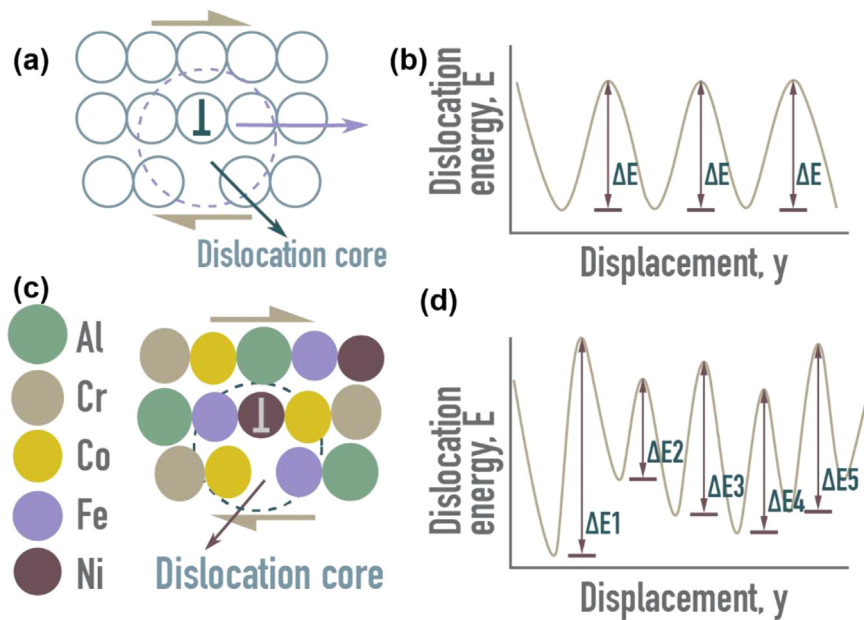 (a)
Dislocation core
(b)
Dislocation
energy, E
ΔE
ΔE
ΔE
Displacement, y
(c)
Al
Cr
Co
Fe
Ni
Dislocation core
(d)
Dislocation
energy, E
ΔE1
ΔE2
ΔE3
ΔE4
ΔE5
Displacement, y